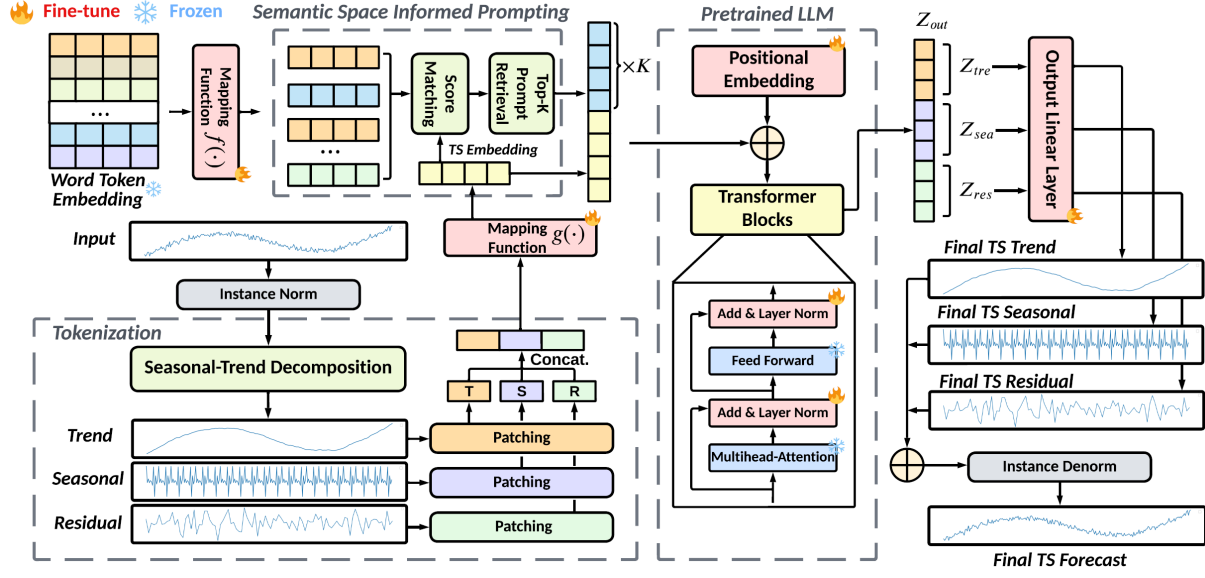 Fine-tune
Frozen
Semantic Space Informed Prompting
Pretrained LLM
Mapping
Function f(·)
...
Word Token
Embedding
...
Score
Matching
Top-K
Prompt
Retrieval
TS Embedding
×K
Mapping
Function g(·)
Input
Instance Norm
Tokenization
Seasonal-Trend Decomposition
Concat.
T
S
R
Trend
Patching
Seasonal
Patching
Residual
Patching
Positional
Embedding
Transformer
Blocks
Add & Layer Norm
Feed Forward
Add & Layer Norm
Multihead-Attention
Z_out
Z_tre
Z_sea
Z_res
Output Linear Layer
Final TS Trend
Final TS Seasonal
Final TS Residual
Instance Denorm
Final TS Forecast